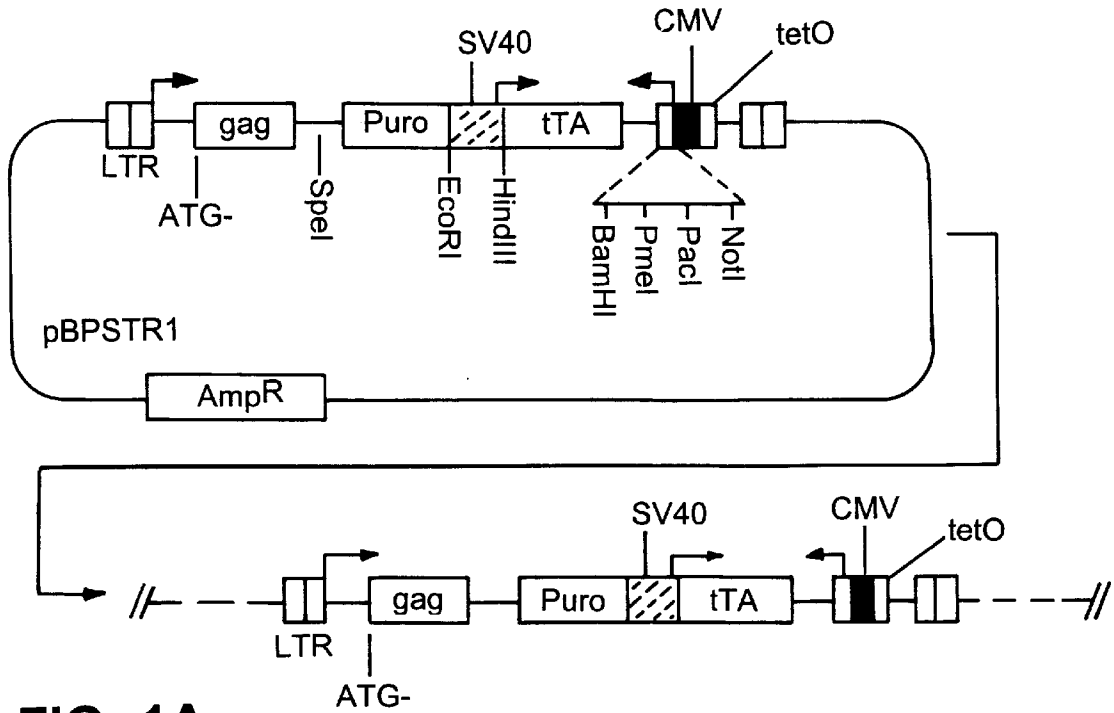 CMV
tetO
SV40
gag
Puro
tTA
LTR
ATG-
SpeI
EcoRI
HindIII
BamHI
PmeI
PacI
NotI
pBPSTR1
AmpR
CMV
SV40
tetO
gag
Puro
tTA
LTR
ATG-